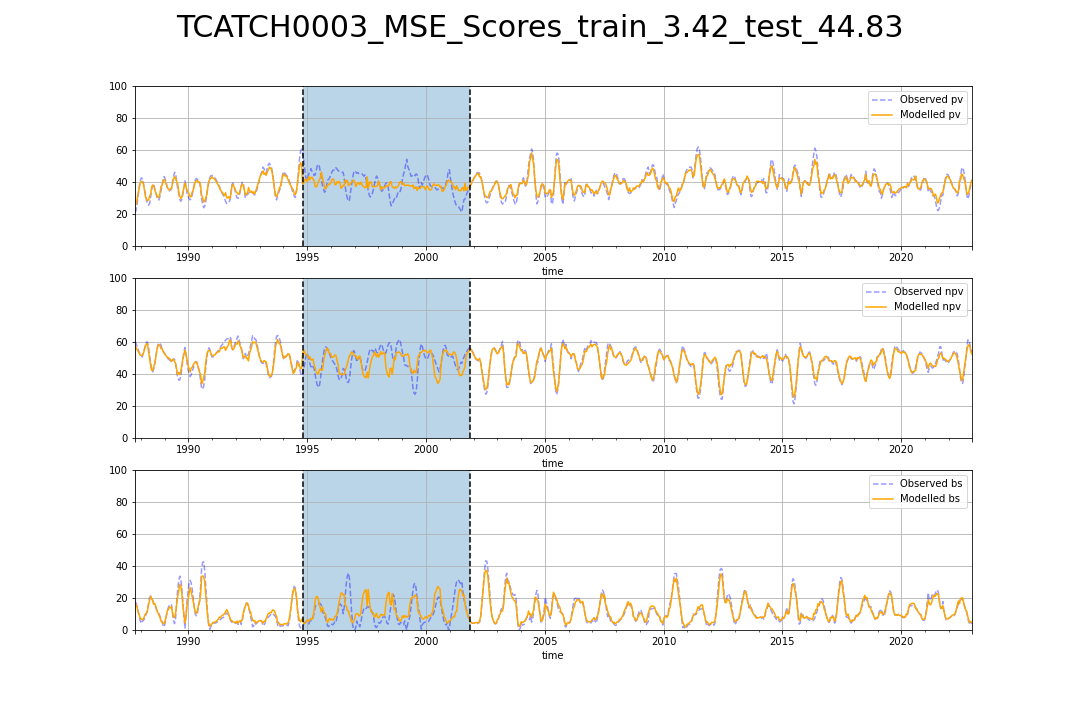 TCATCH0003_MSE_Scores_train_3.42_test_44.83
100
80
60
40
20
0
Observed pv
Modelled pv
1990 1995 2000 2005 2010 2015 2020
time
100
80
60
40
20
0
Observed npv
Modelled npv
1990 1995 2000 2005 2010 2015 2020
time
100
80
60
40
20
0
Observed bs
Modelled bs
1990 1995 2000 2005 2010 2015 2020
time